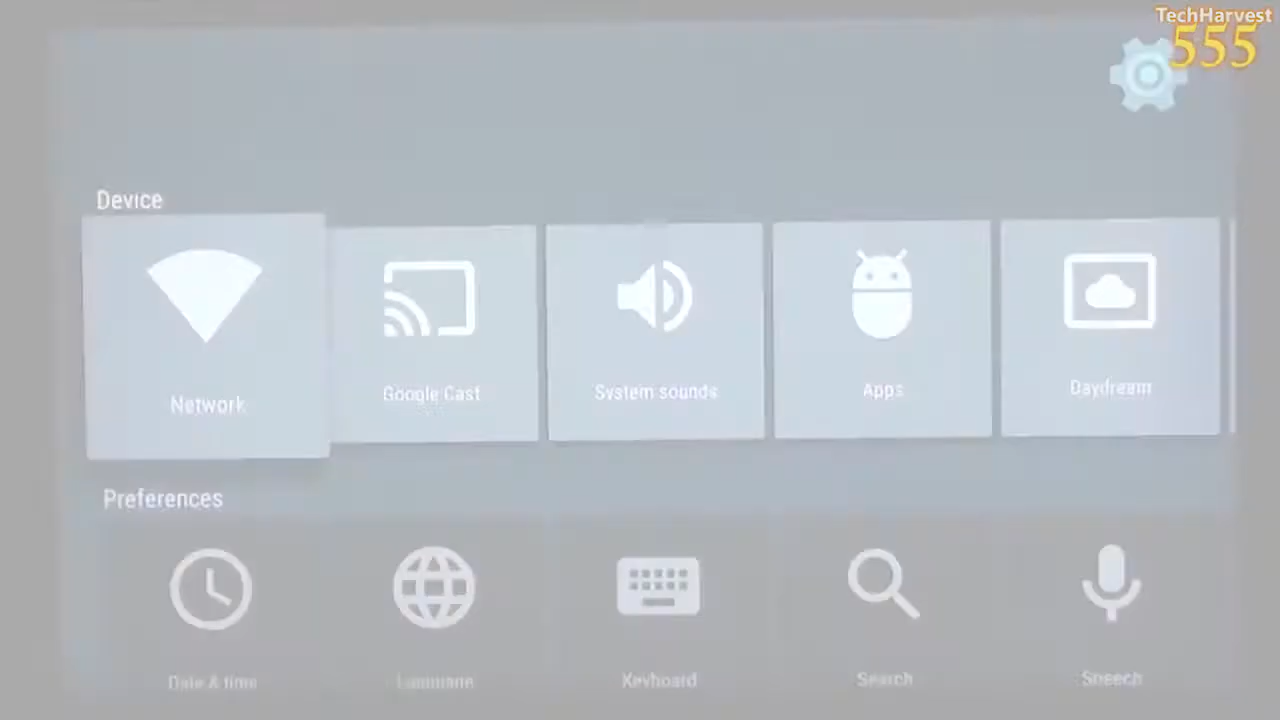 TechHarvest
555
Device
Network
Google Cast
System sounds
Apps
Daydream
Preferences
Date & time
Language
Keyboard
Search
Speech